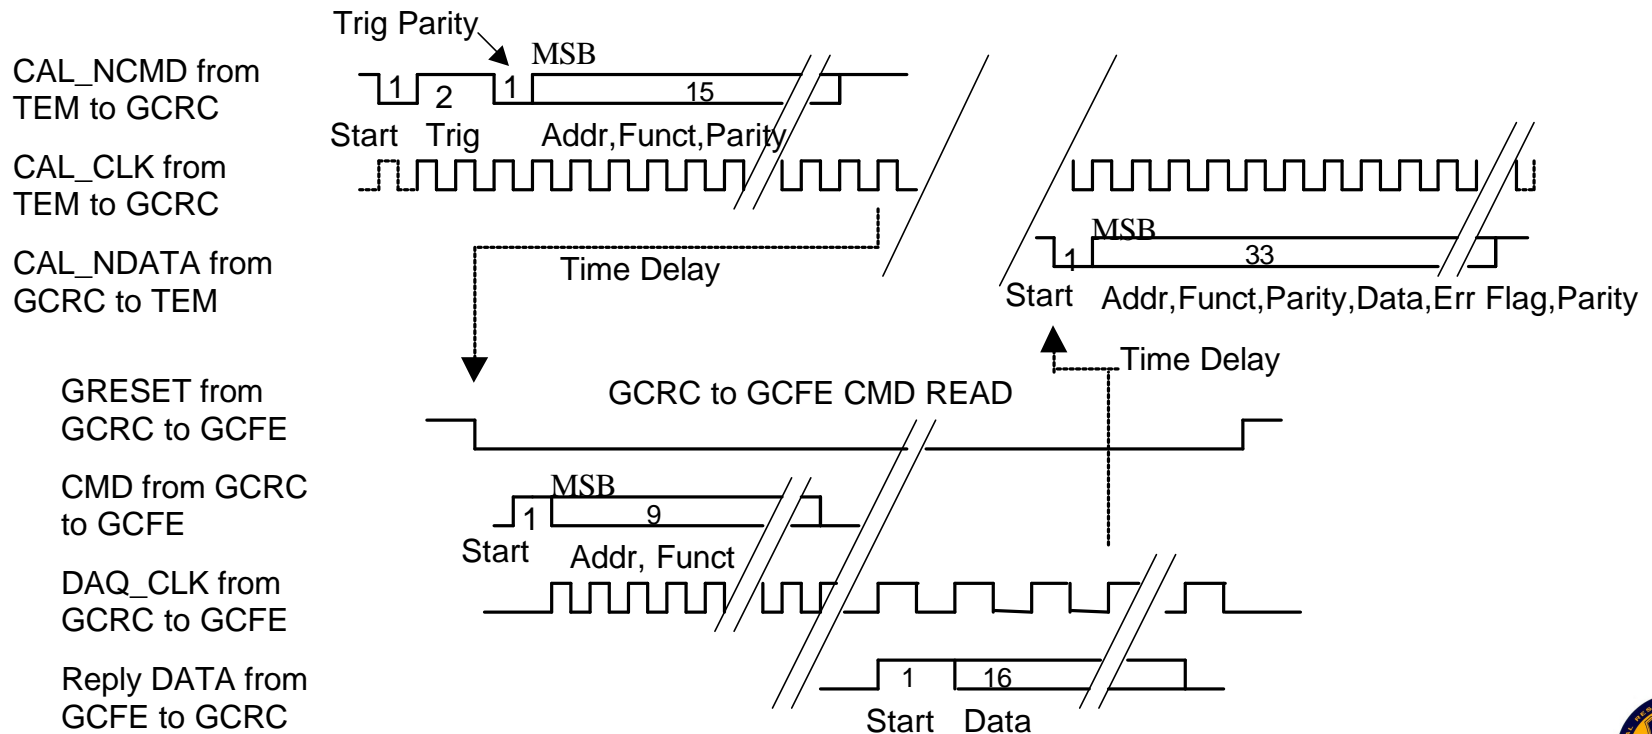 Trig Parity
MSB
CAL_NCMD from
TEM to GCRC
1 2 1 15
Start Trig Addr,Funct,Parity
CAL_CLK from
TEM to GCRC
MSB
CAL_NDATA from
GCRC to TEM
Time Delay
1 33
Start Addr,Funct,Parity,Data,Err Flag,Parity
Time Delay
GRESET from
GCRC to GCFE
GCRC to GCFE CMD READ
CMD from GCRC
to GCFE
MSB
1 9
Start Addr, Funct
DAQ_CLK from
GCRC to GCFE
Reply DATA from
GCFE to GCRC
1 16
Start Data